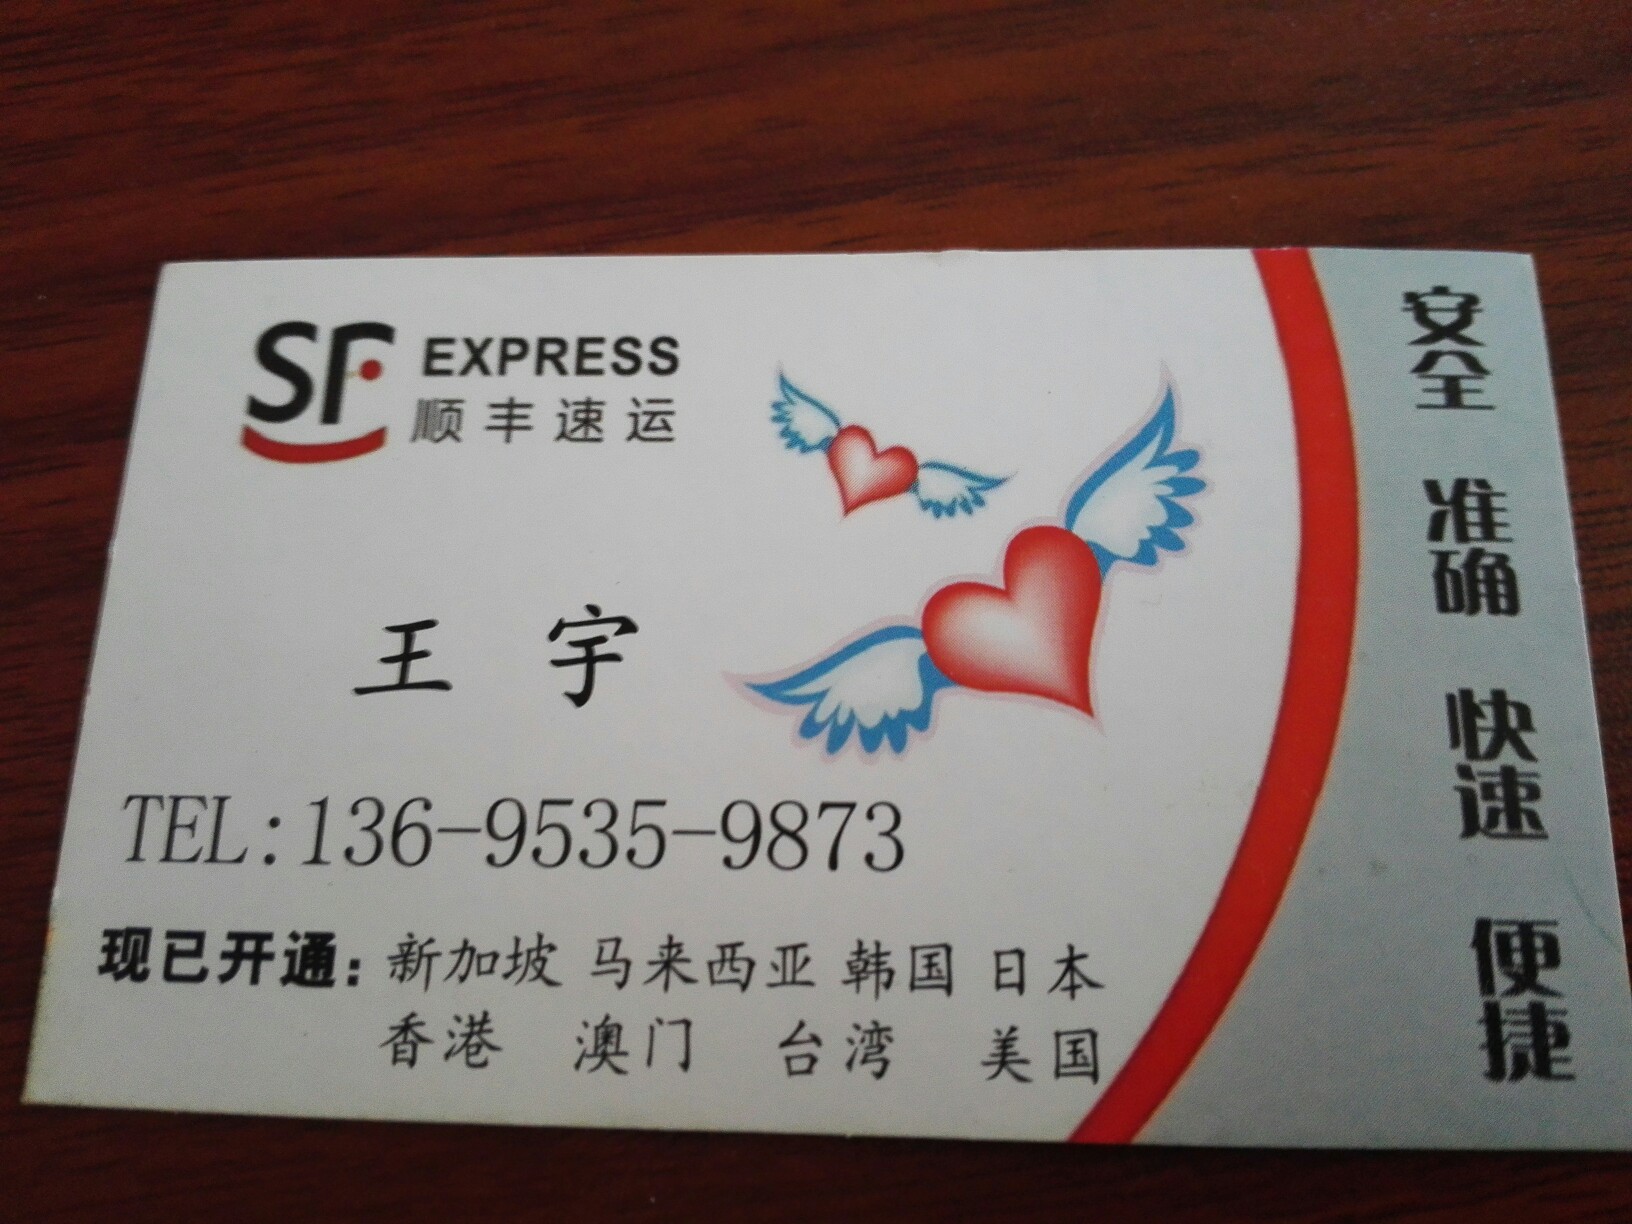 SF EXPRESS
顺丰速运
王宇
TEL:136-9535-9873
现已开通: 新加坡 马来西亚 韩国 日本
香港 澳门 台湾 美国
安全 准确 快速 便捷